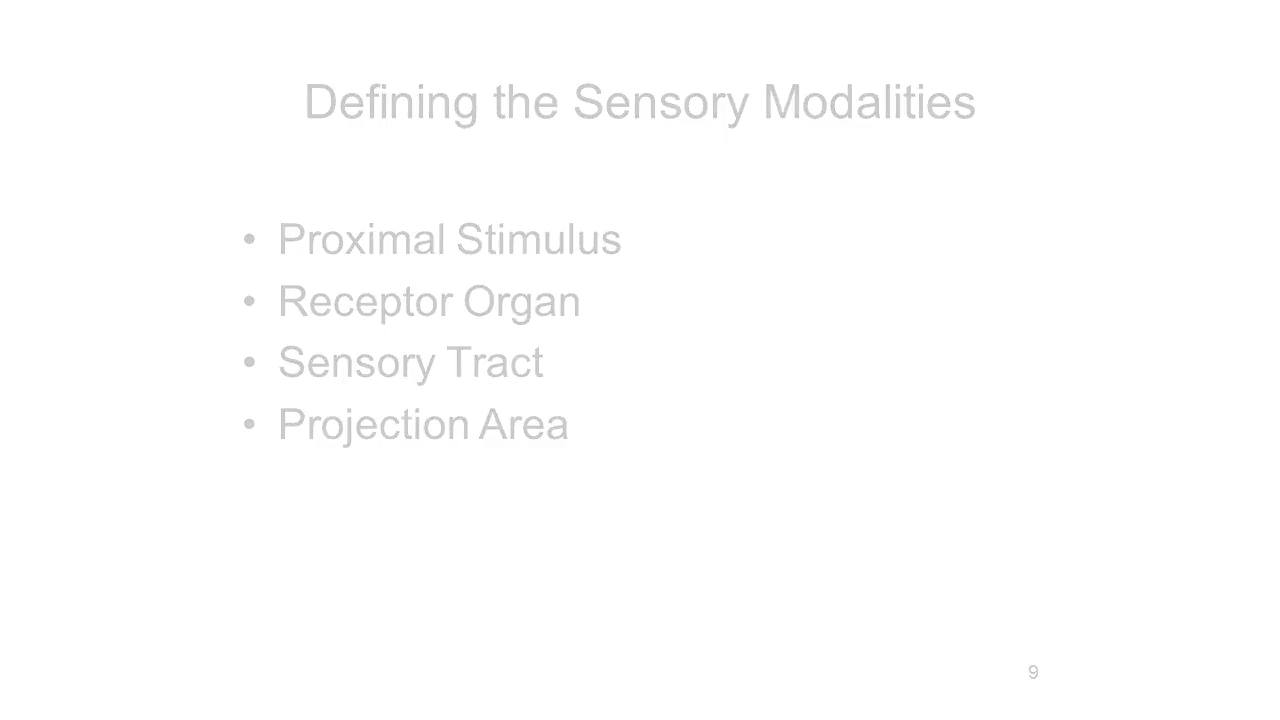 Defining the Sensory Modalities
• Proximal Stimulus
• Receptor Organ
• Sensory Tract
• Projection Area
9